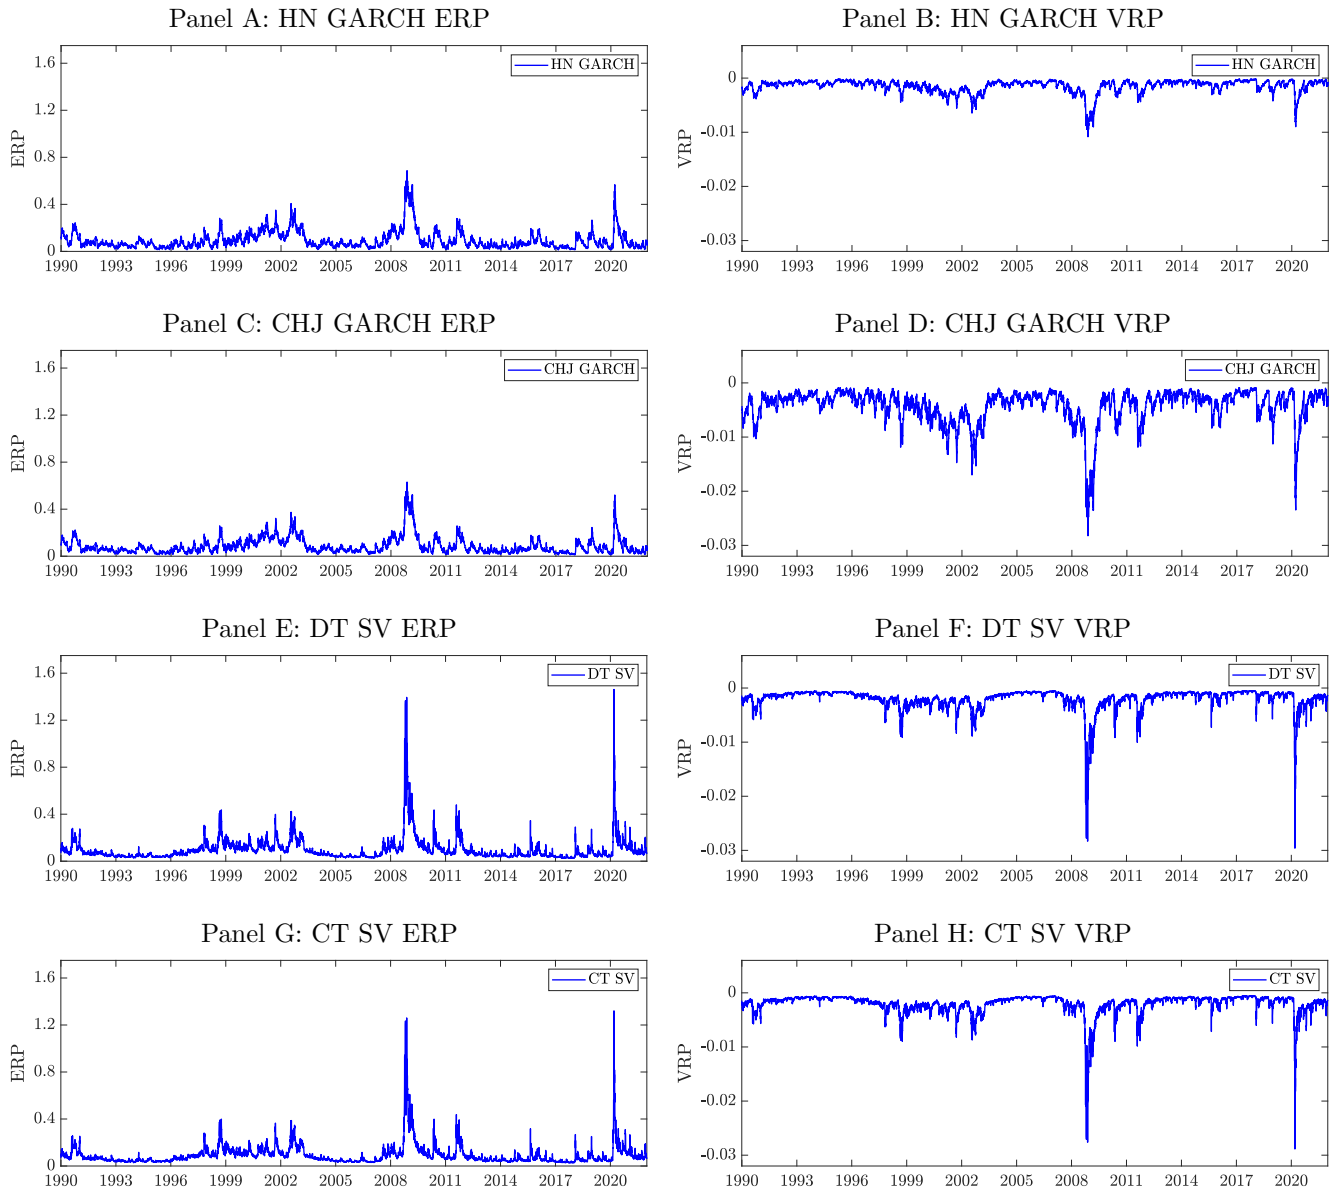 Panel A: HN GARCH ERP
HN GARCH
1.6
1.2
0.8
0.4
0
ERP
1990 1993 1996 1999 2002 2005 2008 2011 2014 2017 2020
Panel B: HN GARCH VRP
HN GARCH
0
-0.01
-0.02
-0.03
VRP
1990 1993 1996 1999 2002 2005 2008 2011 2014 2017 2020
Panel C: CHJ GARCH ERP
CHJ GARCH
1.6
1.2
0.8
0.4
0
ERP
1990 1993 1996 1999 2002 2005 2008 2011 2014 2017 2020
Panel D: CHJ GARCH VRP
CHJ GARCH
0
-0.01
-0.02
-0.03
VRP
1990 1993 1996 1999 2002 2005 2008 2011 2014 2017 2020
Panel E: DT SV ERP
DT SV
1.6
1.2
0.8
0.4
0
ERP
1990 1993 1996 1999 2002 2005 2008 2011 2014 2017 2020
Panel F: DT SV VRP
DT SV
0
-0.01
-0.02
-0.03
VRP
1990 1993 1996 1999 2002 2005 2008 2011 2014 2017 2020
Panel G: CT SV ERP
CT SV
1.6
1.2
0.8
0.4
0
ERP
1990 1993 1996 1999 2002 2005 2008 2011 2014 2017 2020
Panel H: CT SV VRP
CT SV
0
-0.01
-0.02
-0.03
VRP
1990 1993 1996 1999 2002 2005 2008 2011 2014 2017 2020